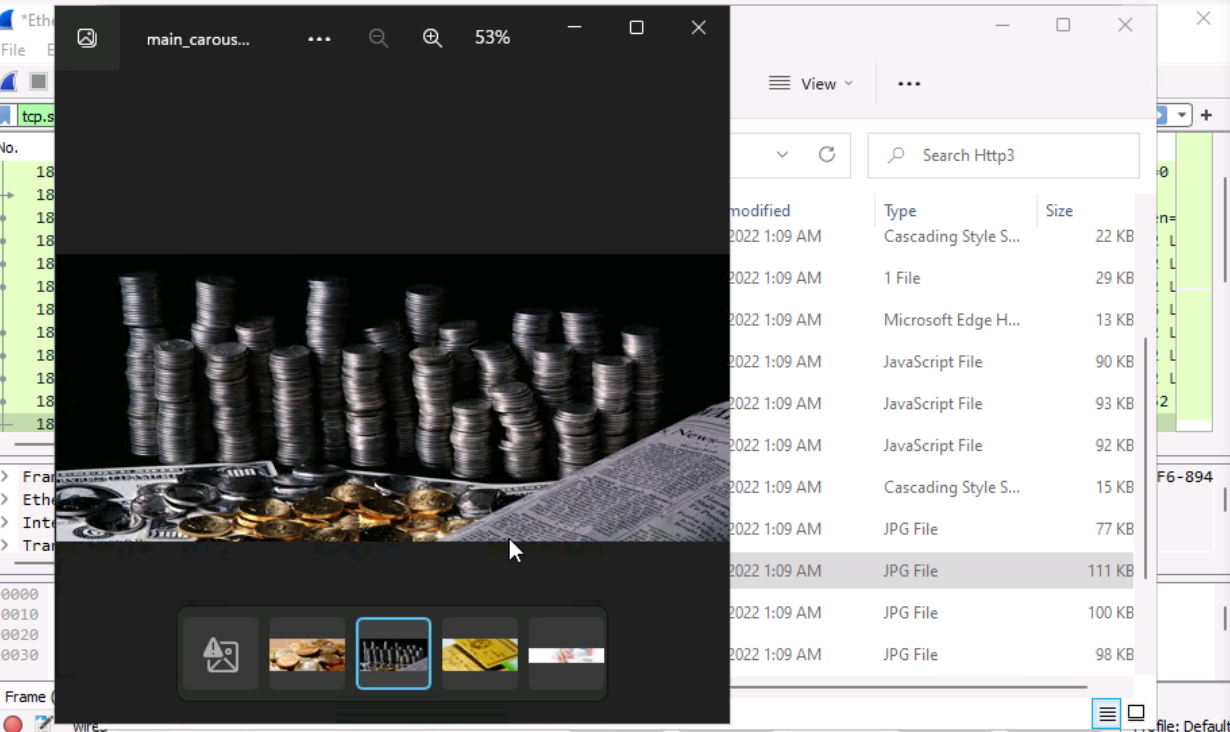 *Ethe
main_carous...
53%
File
View
tcp.s
Search Http3
No.
modified
Type
Size
18
2022 1:09 AM
Cascading Style S...
22 KB
18
18
2022 1:09 AM
1 File
29 KB
18
18
2022 1:09 AM
Microsoft Edge H...
13 KB
18
18
2022 1:09 AM
JavaScript File
90 KB
18
18
2022 1:09 AM
JavaScript File
93 KB
18
18
2022 1:09 AM
JavaScript File
92 KB
18
News
18
Fram
2022 1:09 AM
Cascading Style S...
15 KB
F6-894
Ethe
Inte
2022 1:09 AM
JPG File
77 KB
Tran
2022 1:09 AM
JPG File
111 KB
0000
0010
2022 1:09 AM
JPG File
100 KB
0020
0030
2022 1:09 AM
JPG File
98 KB
Frame (
file: Default